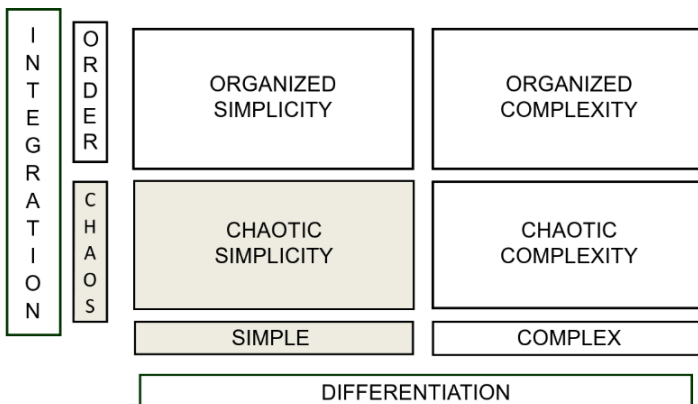 INTEGRATION
ORDER
ORGANIZED
SIMPLICITY
ORGANIZED
COMPLEXITY
CHAOS
CHAOTIC
SIMPLICITY
CHAOTIC
COMPLEXITY
SIMPLE
COMPLEX
DIFFERENTIATION